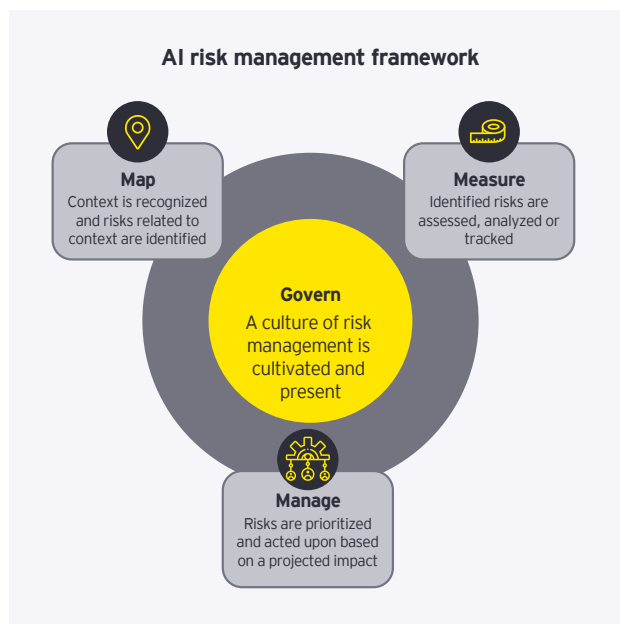 AI risk management framework
Map
Context is recognized
and risks related to
context are identified
Measure
Identified risks are
assessed, analyzed or
tracked
Govern
A culture of risk
management is
cultivated and
present
Manage
Risks are prioritized
and acted upon based
on a projected impact